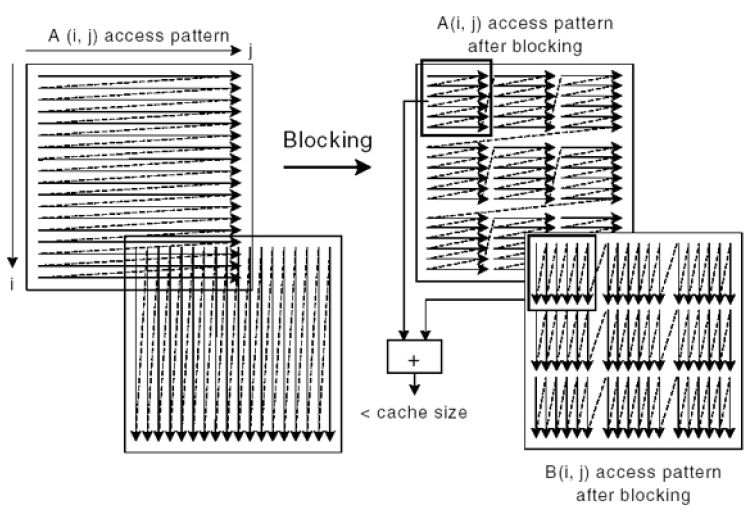 A (i, j) access pattern
j
i
Blocking
A(i, j) access pattern
after blocking
+
< cache size
B(i, j) access pattern
after blocking